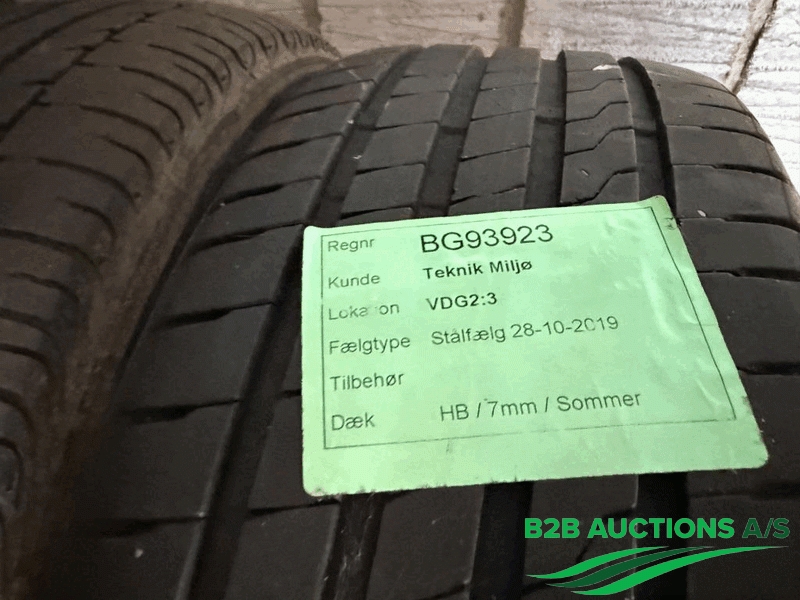 Regnr BG93923
Kunde Teknik Miljø
VDG2:3
Fælgtype Stålfælg 28-10-2019
Tilbehør
Dæk HB / 7mm / Sommer
B2B AUCTIONS A/S